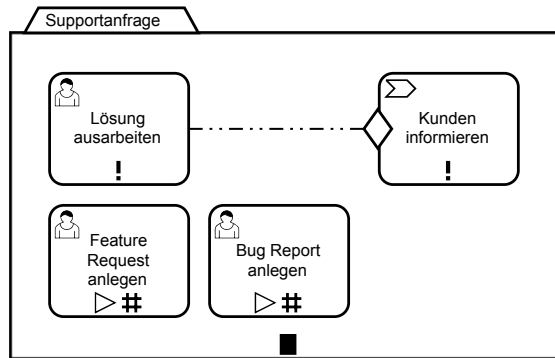 Supportanfrage
Lösung
ausarbeiten
!
Kunden
informieren
!
Feature
Request
anlegen
#
Bug Report
anlegen
#